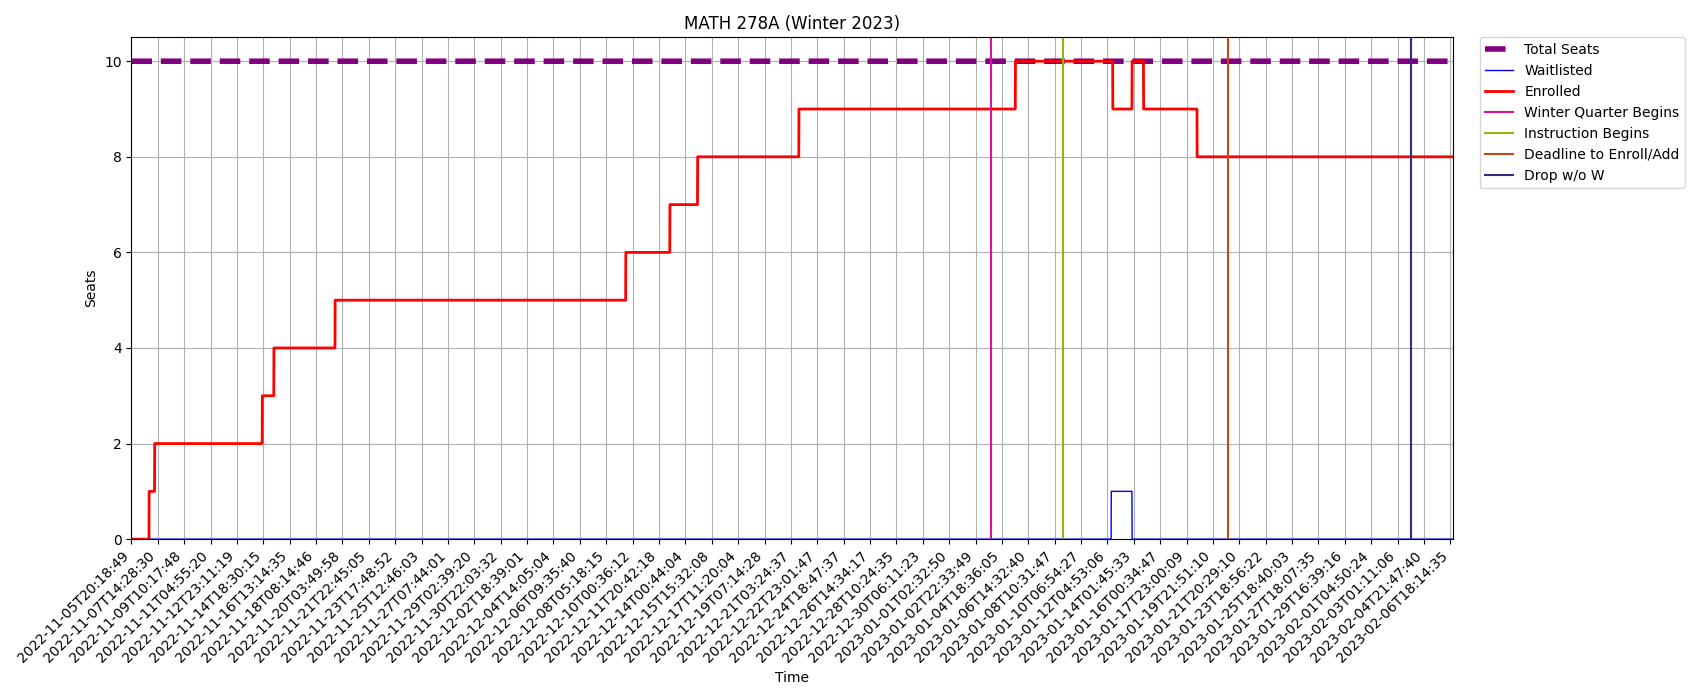 MATH 278A (Winter 2023)
Total Seats
Waitlisted
Enrolled
Winter Quarter Begins
Instruction Begins
Deadline to Enroll/Add
Drop w/o W
10
8
6
4
2
0
Seats
2022-11-05T20:18:49
2022-11-07T14:28:30
2022-11-09T10:17:48
2022-11-11T04:55:20
2022-11-12T23:11:19
2022-11-14T18:30:15
2022-11-16T13:14:35
2022-11-18T08:14:46
2022-11-20T03:49:58
2022-11-21T22:45:05
2022-11-23T17:48:52
2022-11-25T12:46:03
2022-11-27T07:44:01
2022-11-29T02:39:20
2022-11-30T22:03:32
2022-12-02T18:39:01
2022-12-04T14:05:04
2022-12-06T09:35:40
2022-12-08T05:18:15
2022-12-10T00:36:12
2022-12-11T20:42:18
2022-12-14T00:44:04
2022-12-15T15:32:08
2022-12-17T11:20:04
2022-12-19T07:14:28
2022-12-21T03:24:37
2022-12-22T23:01:47
2022-12-24T18:47:37
2022-12-26T14:34:17
2022-12-28T10:24:35
2022-12-30T06:11:23
2023-01-01T02:32:50
2023-01-02T22:33:49
2023-01-04T18:36:05
2023-01-06T14:32:40
2023-01-08T10:31:47
2023-01-10T06:54:27
2023-01-12T04:53:06
2023-01-14T01:45:33
2023-01-16T00:34:47
2023-01-17T23:00:09
2023-01-19T21:51:10
2023-01-21T20:29:10
2023-01-23T18:56:22
2023-01-25T18:40:03
2023-01-27T18:07:35
2023-01-29T16:39:16
2023-02-01T04:50:24
2023-02-03T01:11:06
2023-02-04T21:47:40
2023-02-06T18:14:35
Time